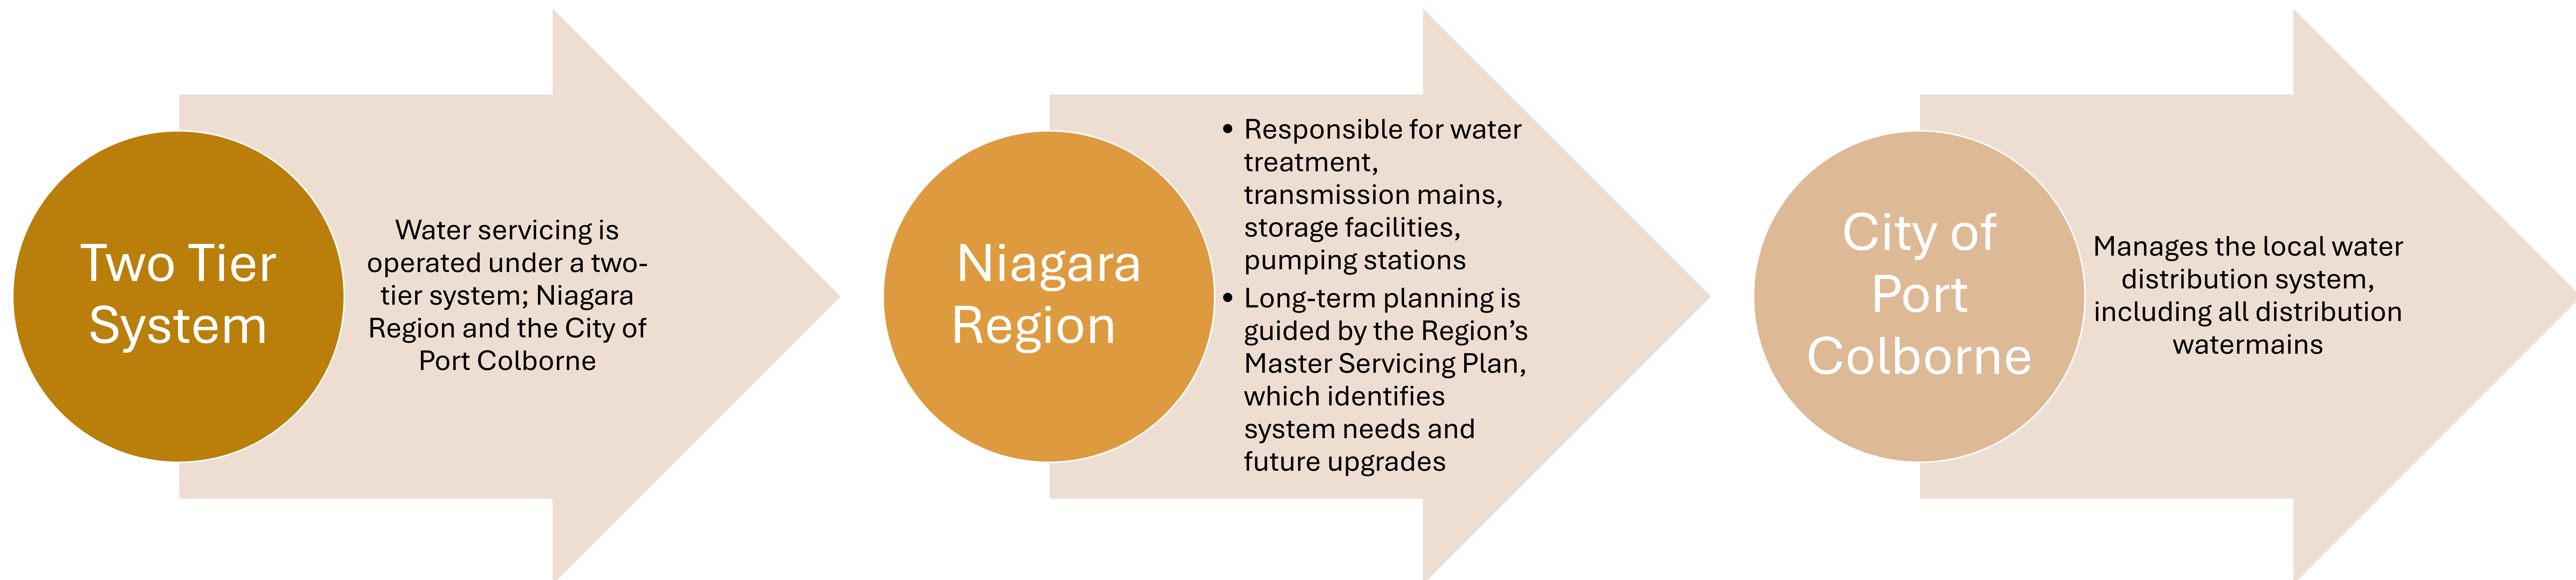 Two Tier
System
Water servicing is
operated under a two-
tier system; Niagara
Region and the City of
Port Colborne
Niagara
Region
• Responsible for water
treatment,
transmission mains,
storage facilities,
pumping stations
• Long-term planning is
guided by the Region’s
Master Servicing Plan,
which identifies
system needs and
future upgrades
City of
Port
Colborne
Manages the local water
distribution system,
including all distribution
watermains